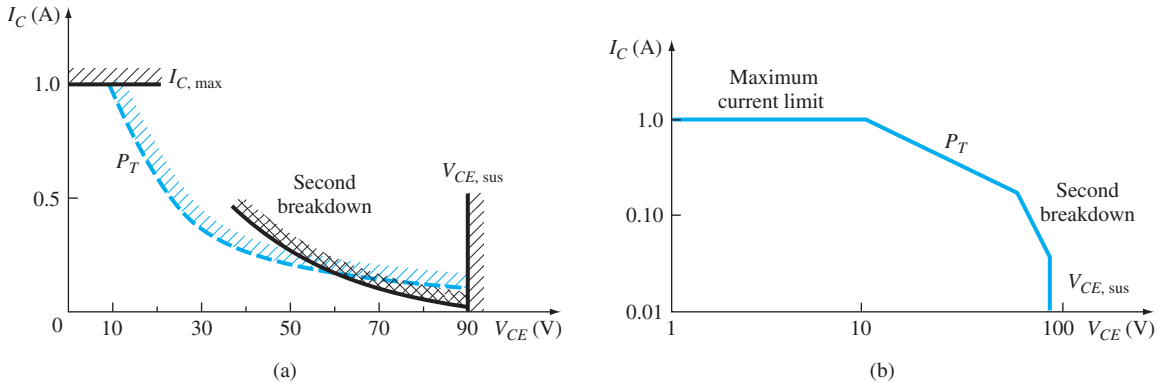 I_C (A)
1.0
I_C, max
P_T
0.5
Second
breakdown
V_CE, sus
0
10
30
50
70
90
V_CE (V)
(a)
I_C (A)
Maximum
current limit
1.0
P_T
Second
breakdown
0.10
V_CE, sus
0.01
1
10
100
V_CE (V)
(b)